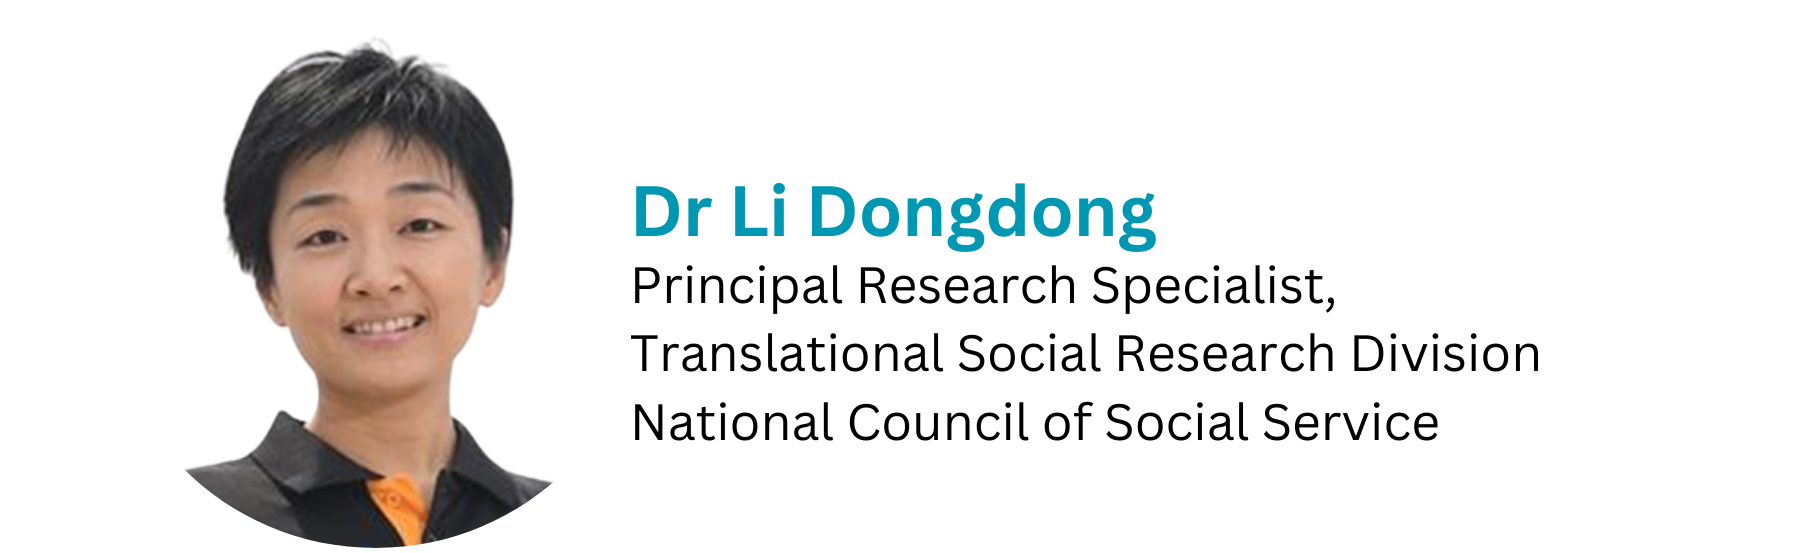 Dr Li Dongdong
Principal Research Specialist,
Translational Social Research Division
National Council of Social Service